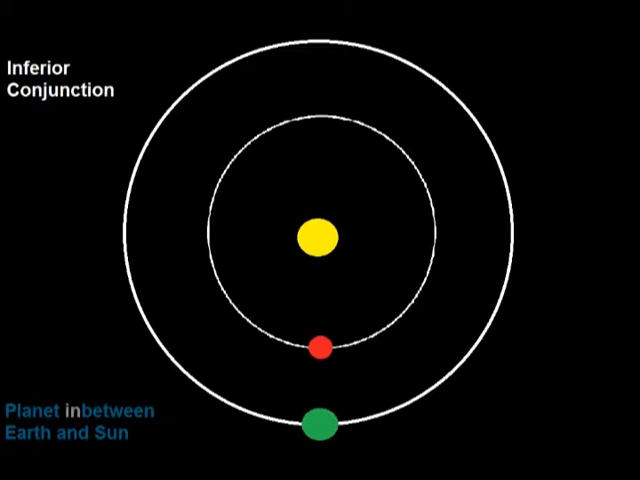 Inferior
Conjunction
Planet inbetween
Earth and Sun